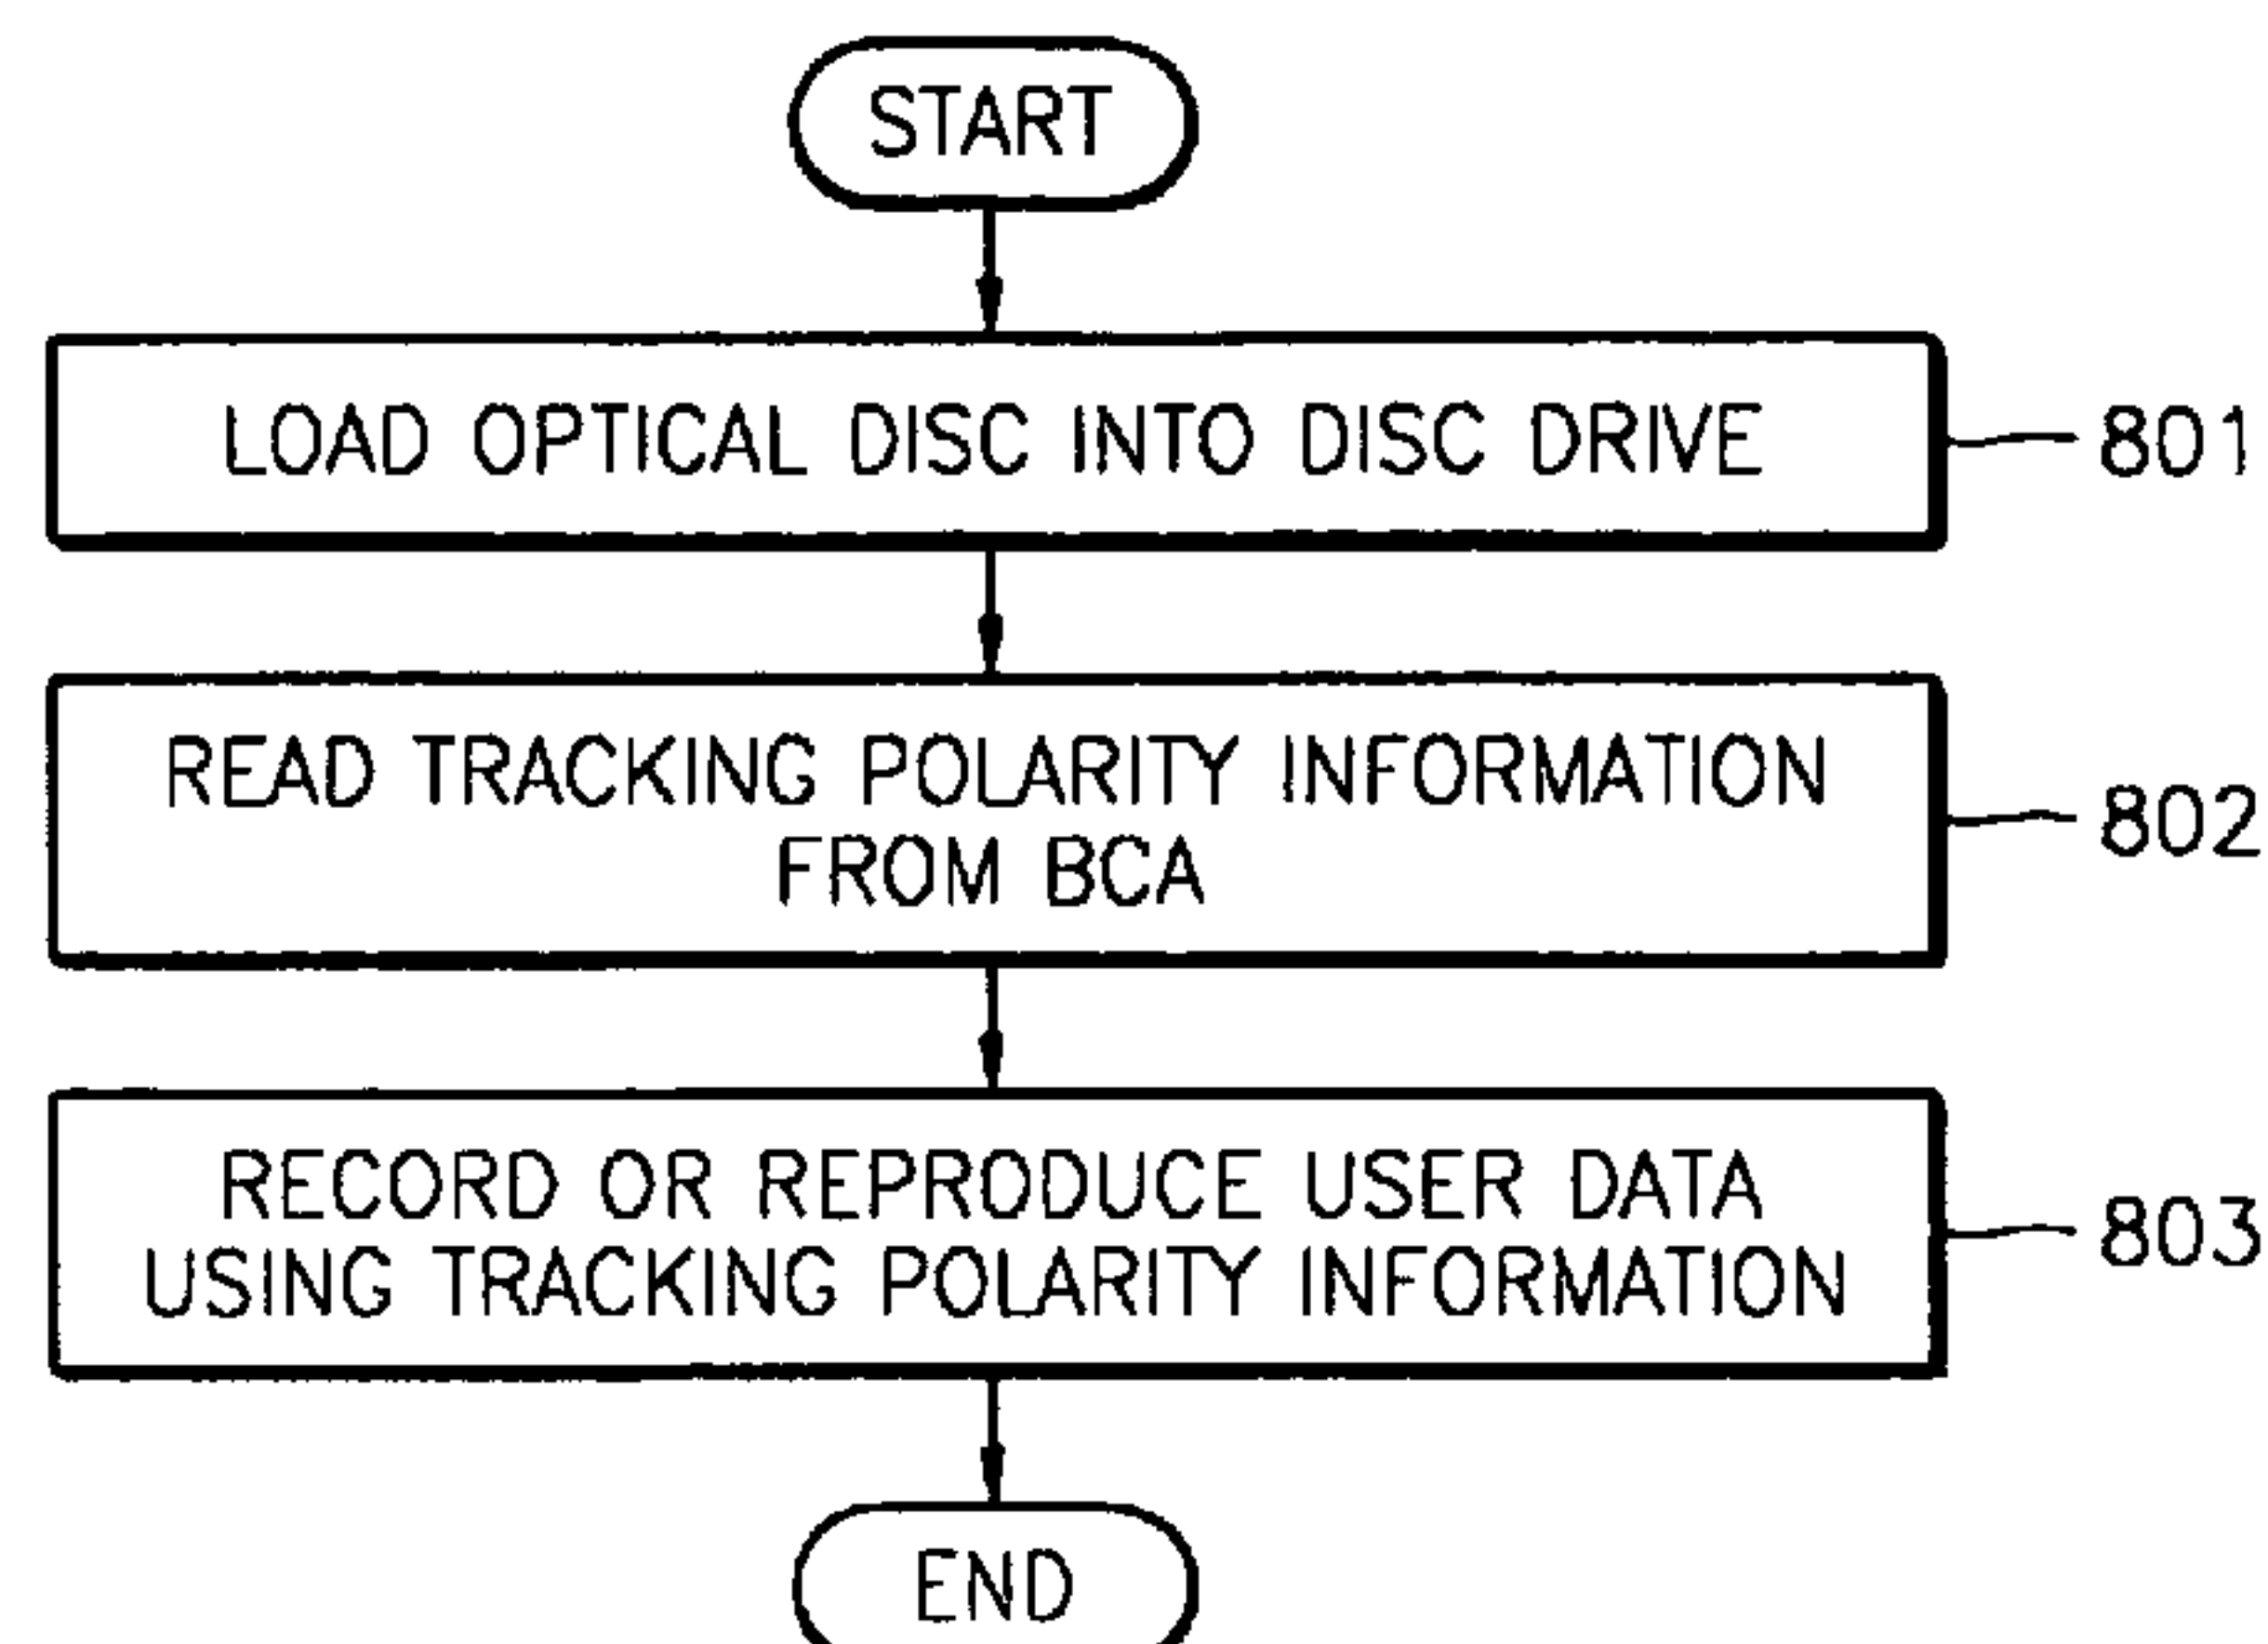 START
LOAD OPTICAL DISC INTO DISC DRIVE
801
READ TRACKING POLARITY INFORMATION
FROM BCA
802
RECORD OR REPRODUCE USER DATA
USING TRACKING POLARITY INFORMATION
803
END